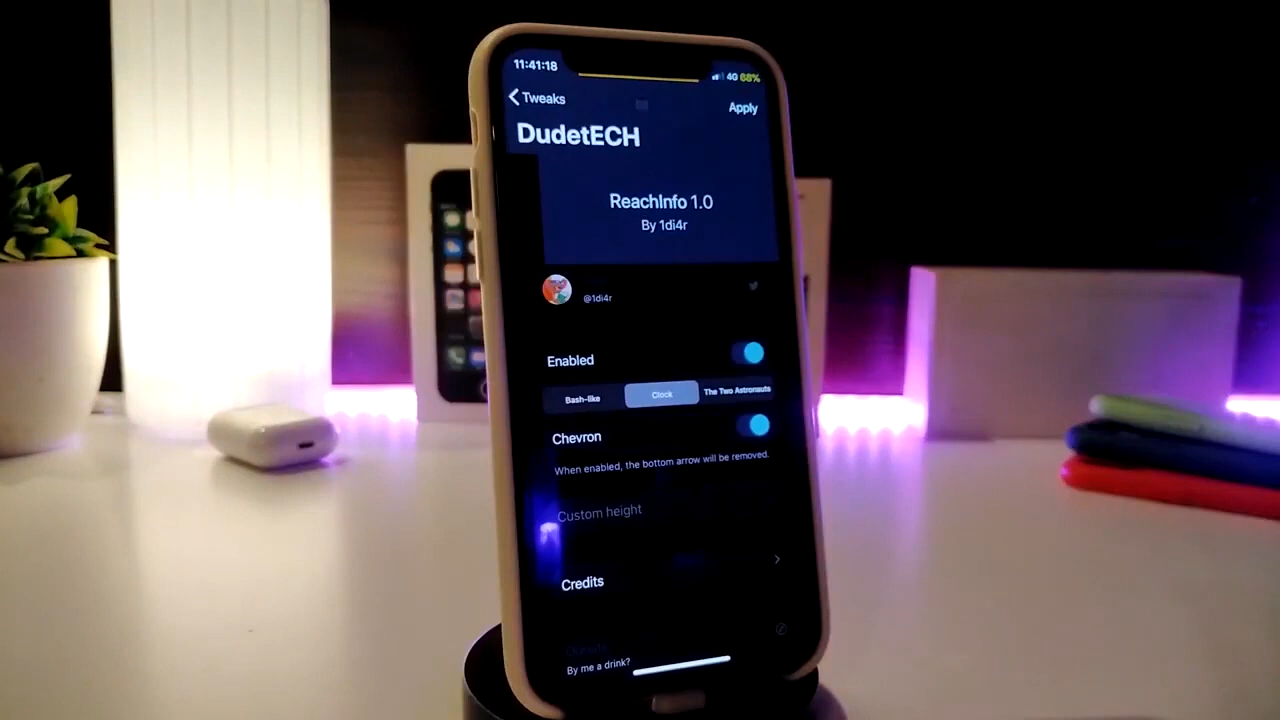 11:41:18
4G 68%
Tweaks
Apply
DudetECH
ReachInfo 1.0
By 1di4r
@1di4r
Enabled
Bash-like
Clock
The Two Astronauts
Chevron
When enabled, the bottom arrow will be removed.
Custom height
Credits
By me a drink?